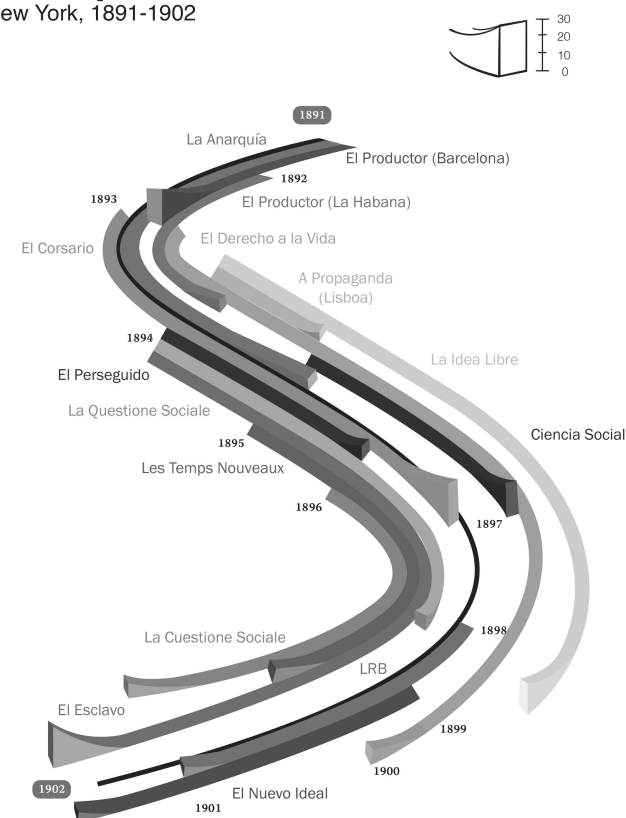 ew York, 1891-1902
30
20
10
0
1891
La Anarquía
El Productor (Barcelona)
1892
1893
El Productor (La Habana)
El Corsario
El Derecho a la Vida
A Propaganda
(Lisboa)
1894
La Idea Libre
El Perseguido
La Questione Sociale
Ciencia Social
1895
Les Temps Nouveaux
1896
1897
La Cuestione Sociale
1898
LRB
El Esclavo
1899
1900
1902
El Nuevo Ideal
1901